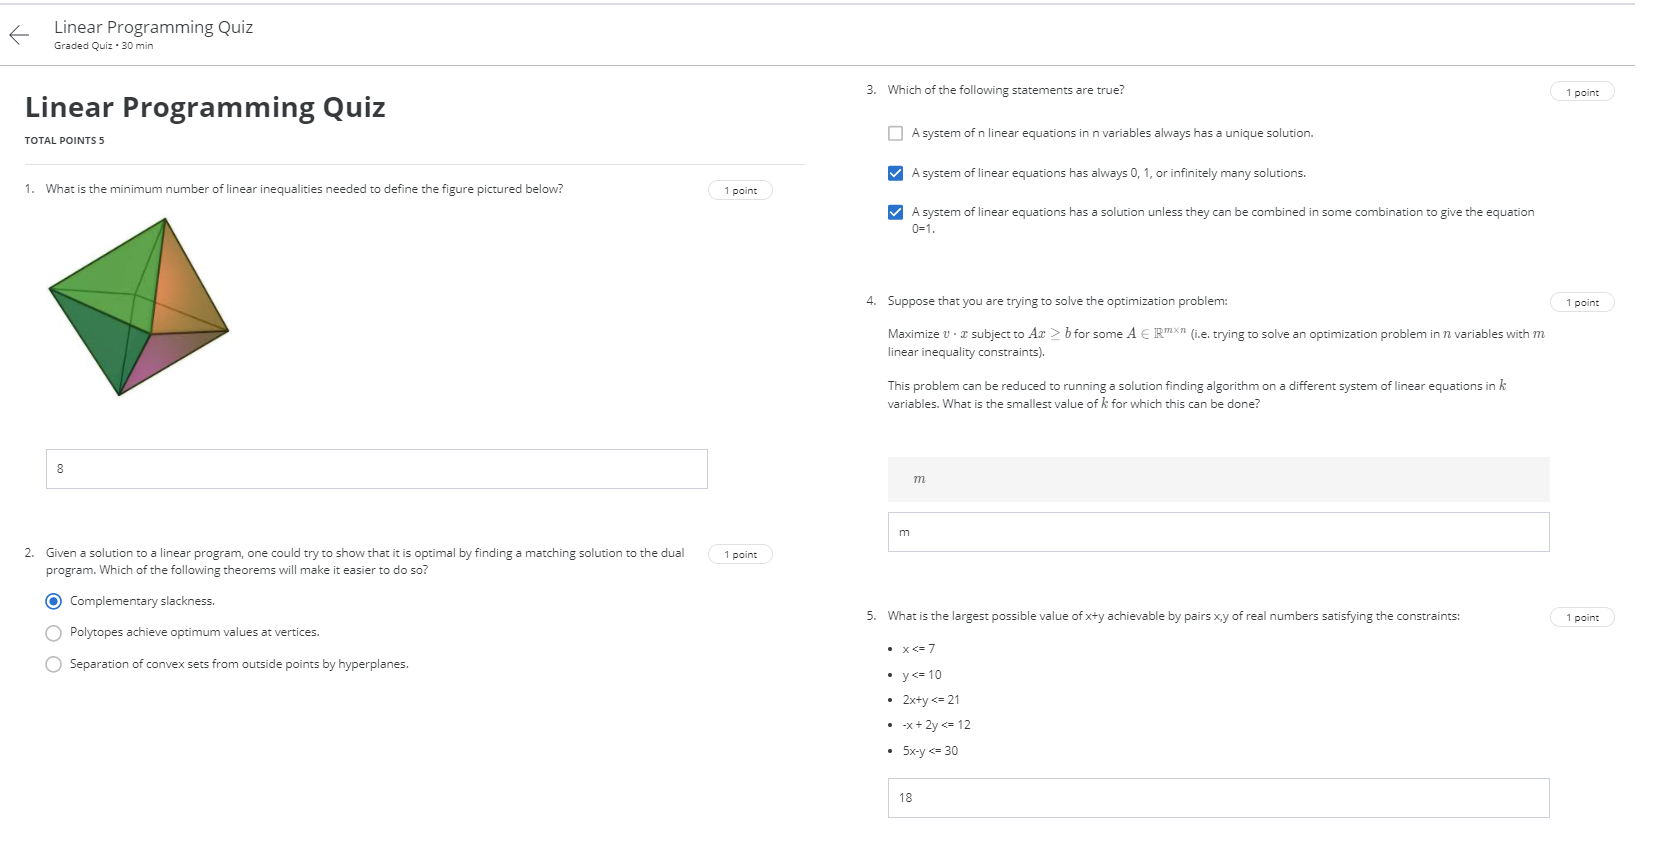 Linear Programming Quiz
Graded Quiz • 30 min
Linear Programming Quiz
TOTAL POINTS 5
1. What is the minimum number of linear inequalities needed to define the figure pictured below?
1 point
8
2. Given a solution to a linear program, one could try to show that it is optimal by finding a matching solution to the dual
program. Which of the following theorems will make it easier to do so?
1 point
Complementary slackness.
Polytopes achieve optimum values at vertices.
Separation of convex sets from outside points by hyperplanes.
3. Which of the following statements are true?
1 point
A system of n linear equations in n variables always has a unique solution.
A system of linear equations has always 0, 1, or infinitely many solutions.
A system of linear equations has a solution unless they can be combined in some combination to give the equation
0=1.
4. Suppose that you are trying to solve the optimization problem:
1 point
Maximize v · x subject to Ax ≥ b for some A ∈ ℝ^{m×n} (i.e. trying to solve an optimization problem in n variables with m
linear inequality constraints).
This problem can be reduced to running a solution finding algorithm on a different system of linear equations in k
variables. What is the smallest value of k for which this can be done?
m
m
5. What is the largest possible value of x+y achievable by pairs x,y of real numbers satisfying the constraints:
1 point
• x <= 7
• y <= 10
• 2x+y <= 21
• -x + 2y <= 12
• 5x-y <= 30
18